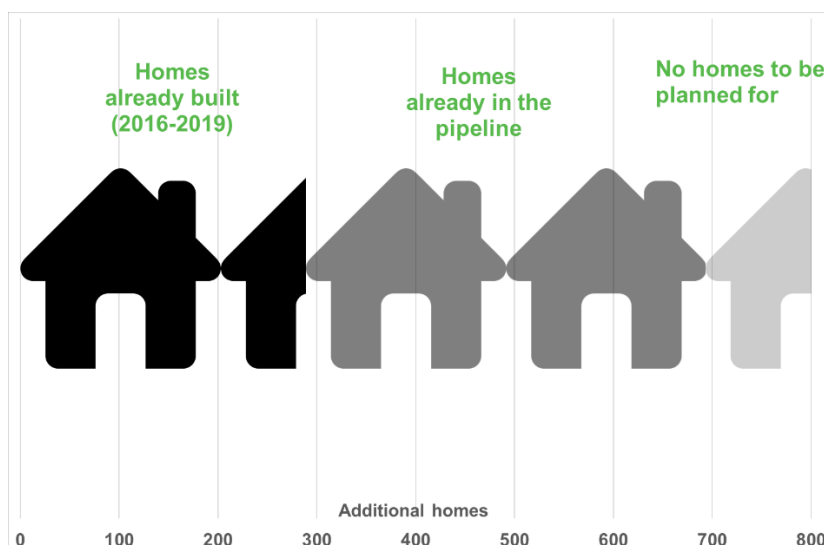 Homes
already built
(2016-2019)
Homes
already in the
pipeline
No homes to be
planned for
Additional homes
0 100 200 300 400 500 600 700 800